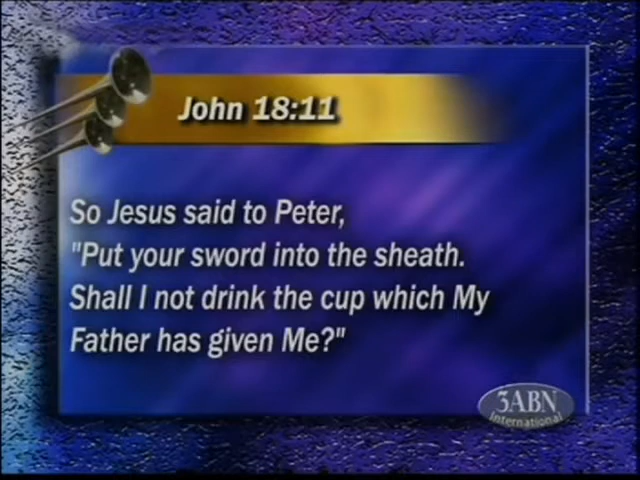 John 18:11
So Jesus said to Peter,
"Put your sword into the sheath.
Shall I not drink the cup which My
Father has given Me?"
3ABN
International